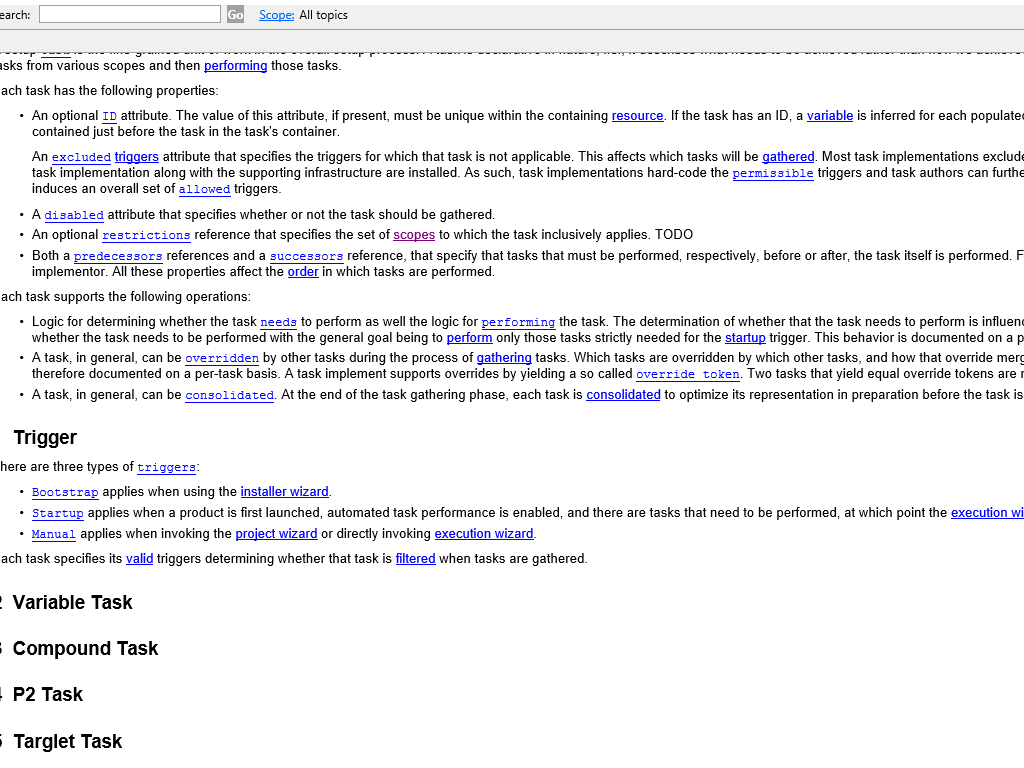 earch: Go Scope: All topics
asks from various scopes and then performing those tasks.
ach task has the following properties:
• An optional ID attribute. The value of this attribute, if present, must be unique within the containing resource. If the task has an ID, a variable is inferred for each populated
contained just before the task in the task's container.
An excluded triggers attribute that specifies the triggers for which that task is not applicable. This affects which tasks will be gathered. Most task implementations exclude
task implementation along with the supporting infrastructure are installed. As such, task implementations hard-code the permissible triggers and task authors can furthe
induces an overall set of allowed triggers.
• A disabled attribute that specifies whether or not the task should be gathered.
• An optional restrictions reference that specifies the set of scopes to which the task inclusively applies. TODO
• Both a predecessors references and a successors reference, that specify that tasks that must be performed, respectively, before or after, the task itself is performed. F
implementor. All these properties affect the order in which tasks are performed.
ach task supports the following operations:
• Logic for determining whether the task needs to perform as well the logic for performing the task. The determination of whether that the task needs to perform is influenc
whether the task needs to be performed with the general goal being to perform only those tasks strictly needed for the startup trigger. This behavior is documented on a p
• A task, in general, can be overridden by other tasks during the process of gathering tasks. Which tasks are overridden by which other tasks, and how that override merg
therefore documented on a per-task basis. A task implement supports overrides by yielding a so called override token. Two tasks that yield equal override tokens are r
• A task, in general, can be consolidated. At the end of the task gathering phase, each task is consolidated to optimize its representation in preparation before the task is
Trigger
here are three types of triggers:
• Bootstrap applies when using the installer wizard.
• Startup applies when a product is first launched, automated task performance is enabled, and there are tasks that need to be performed, at which point the execution wi
• Manual applies when invoking the project wizard or directly invoking execution wizard.
ach task specifies its valid triggers determining whether that task is filtered when tasks are gathered.
2 Variable Task
3 Compound Task
4 P2 Task
5 Targlet Task